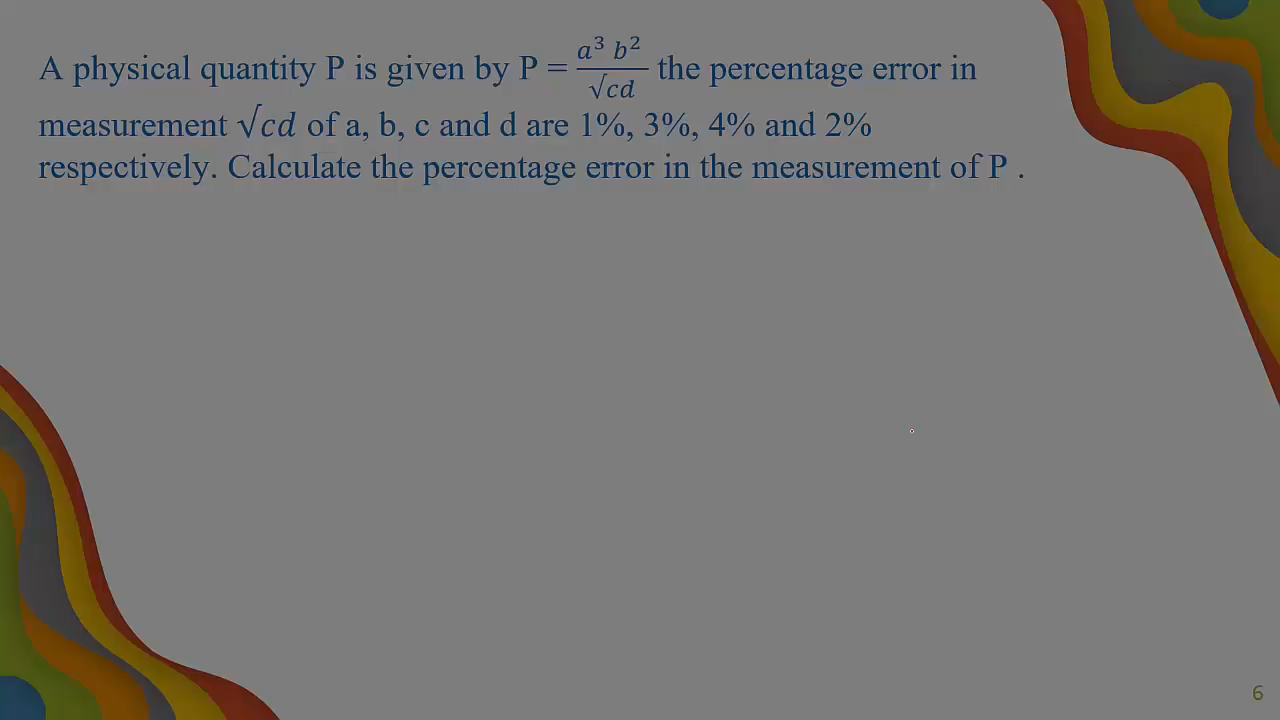 A physical quantity P is given by P = a³ b² / √cd the percentage error in
measurement √cd of a, b, c and d are 1%, 3%, 4% and 2%
respectively. Calculate the percentage error in the measurement of P .
6